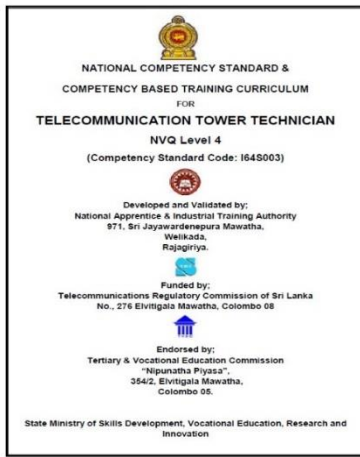 NATIONAL COMPETENCY STANDARD &
COMPETENCY BASED TRAINING CURRICULUM
FOR
TELECOMMUNICATION TOWER TECHNICIAN
NVQ Level 4
(Competency Standard Code: I64S003)
Developed and Validated by;
National Apprentice & Industrial Training Authority
971, Sri Jayawardenepura Mawatha,
Welikada,
Rajagiriya.
Funded by;
Telecommunications Regulatory Commission of Sri Lanka
No., 276 Elvitigala Mawatha, Colombo 08
Endorsed by;
Tertiary & Vocational Education Commission
"Nipunatha Piyasa",
354/2, Elvitigala Mawatha,
Colombo 05.
State Ministry of Skills Development, Vocational Education, Research and
Innovation